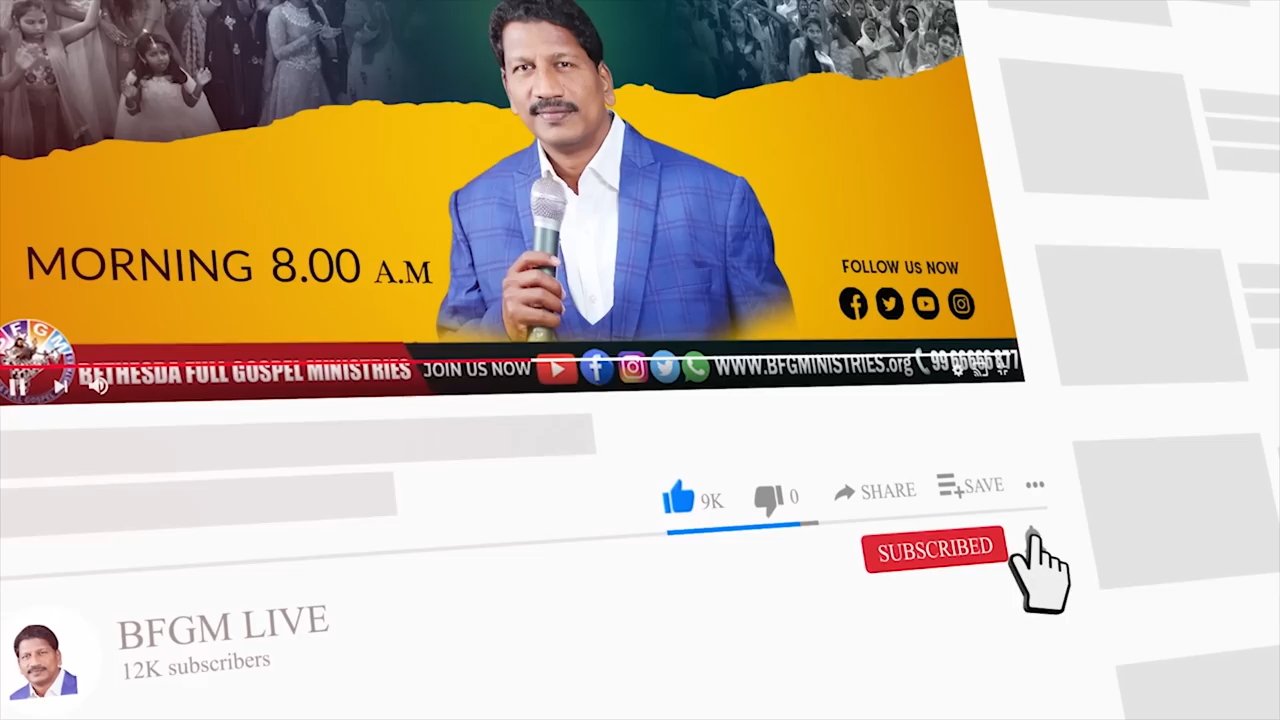 MORNING 8.00 A.M
FOLLOW US NOW
BFGM
BETHESDA FULL GOSPEL MINISTRIES
JOIN US NOW
WWW.BFGMINISTRIES.org
9K
0
SHARE
SAVE
SUBSCRIBED
BFGM LIVE
12K subscribers